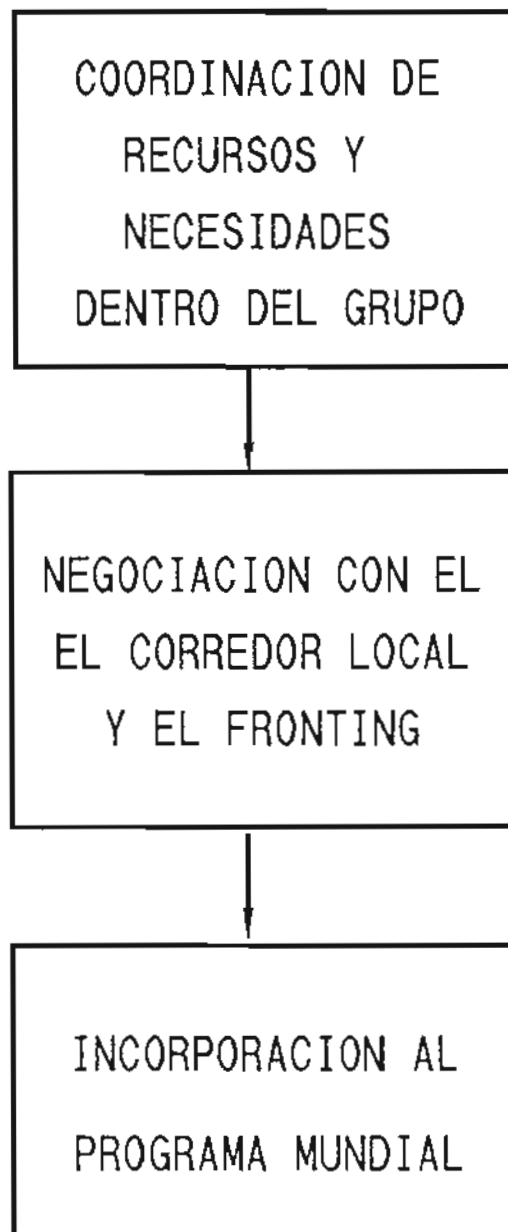 COORDINACION DE
RECURSOS Y
NECESIDADES
DENTRO DEL GRUPO
NEGOCIACION CON EL
EL CORREDOR LOCAL
Y EL FRONTING
INCORPORACION AL
PROGRAMA MUNDIAL